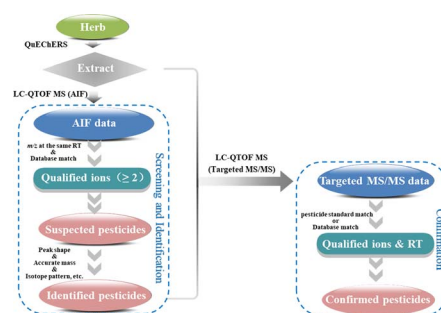 Herb
QuEChERS
Extract
LC-QTOF MS (AIF)
AIF data
m/z at the same RT
&
Database match
Qualified ions (≥ 2)
Suspected pesticides
Peak shape
&
Accurate mass
&
Isotope pattern, etc.
Identified pesticides
Screening and Identification
LC-QTOF MS
(Targeted MS/MS)
Targeted MS/MS data
pesticide standard match
or
Database match
Qualified ions & RT
Confirmed pesticides
Confirmation